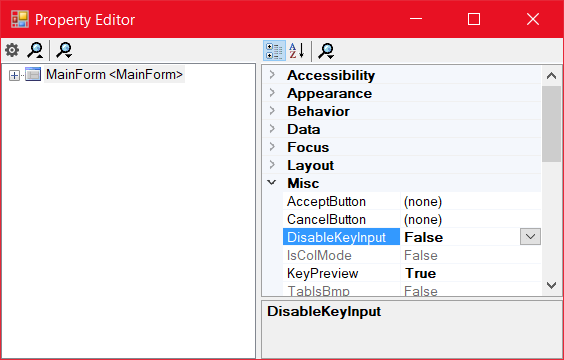 Property Editor
MainForm <MainForm>
Accessibility
Appearance
Behavior
Data
Focus
Layout
Misc
AcceptButton (none)
CancelButton (none)
DisableKeyInput False
IsColMode False
KeyPreview True
TabIsBmp False
DisableKeyInput